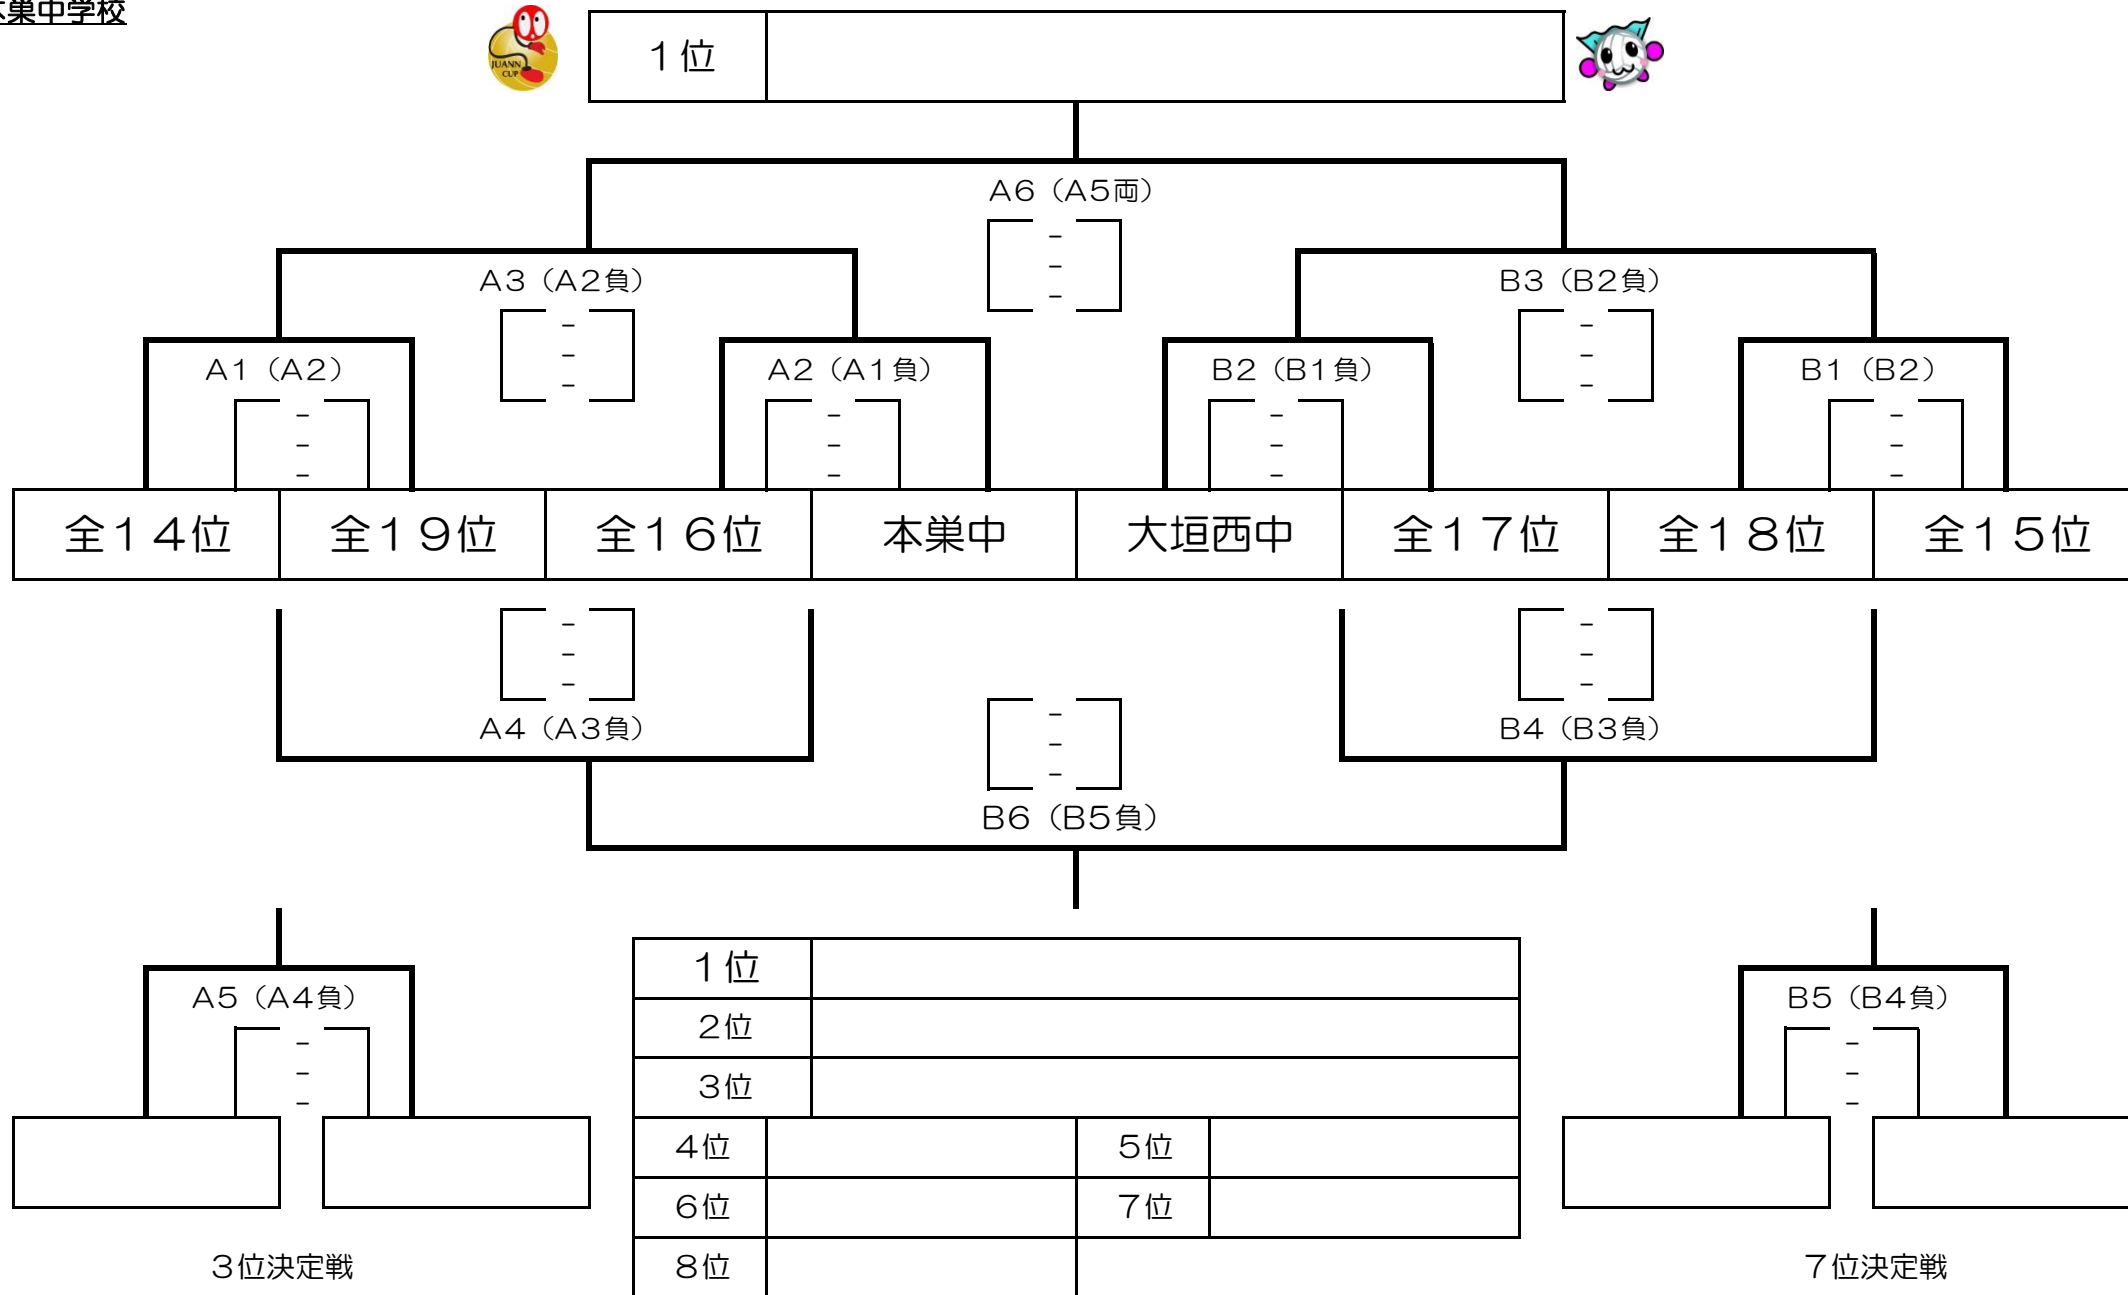 本巣中学校
JUANN
CUP
１位
A6（A5両）
-
-
-
A3（A2負）
-
-
-
B3（B2負）
-
-
-
A1（A2）
-
-
-
A2（A1負）
-
-
-
B2（B1負）
-
-
-
B1（B2）
-
-
-
全１４位 全１９位 全１６位 本巣中 大垣西中 全１７位 全１８位 全１５位
-
-
-
A4（A3負）
-
-
-
B4（B3負）
-
-
-
B6（B5負）
A5（A4負）
-
-
-
１位
２位
３位
４位 ５位
６位 ７位
８位
B5（B4負）
-
-
-
３位決定戦
７位決定戦